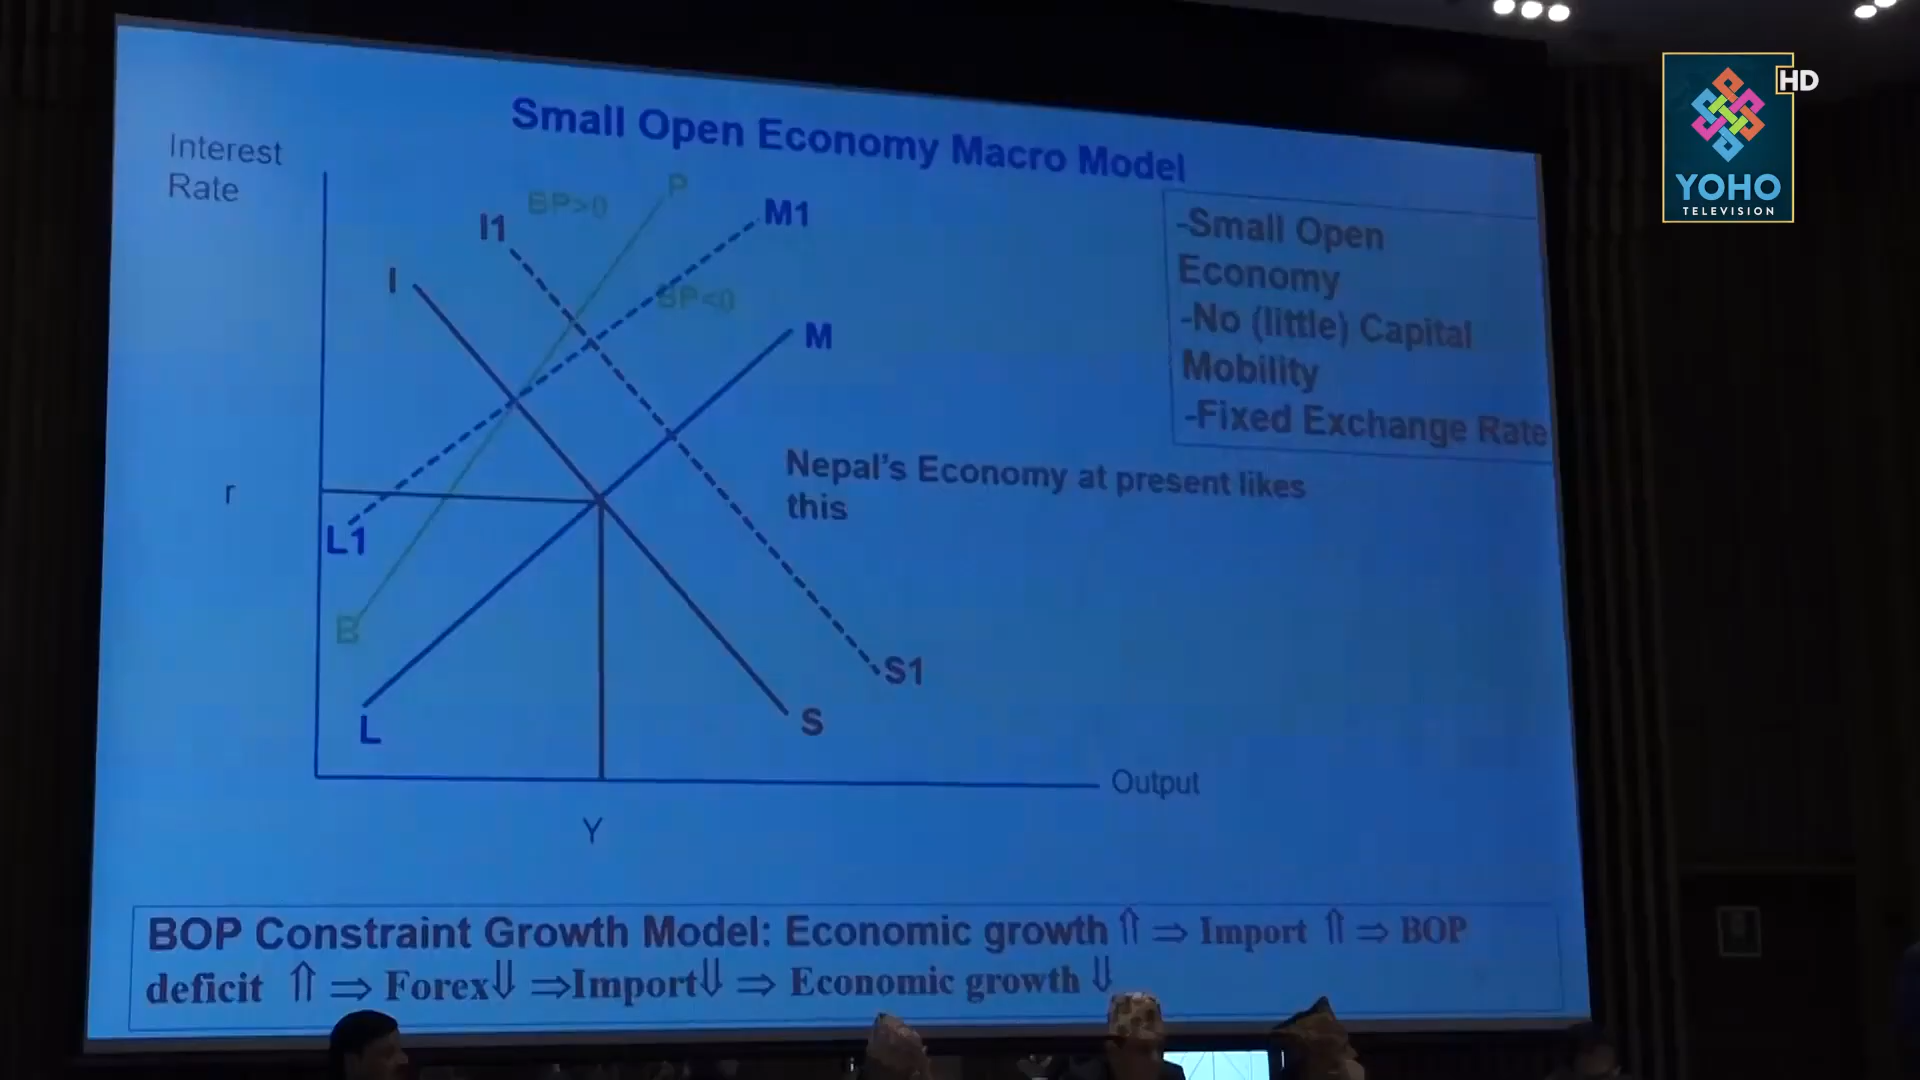 HD
YOHO
TELEVISION
Small Open Economy Macro Model
Interest
Rate
BP>0
P
I1
M1
I
BP<0
M
-Small Open
Economy
-No (little) Capital
Mobility
-Fixed Exchange Rate
Nepal's Economy at present likes
this
r
L1
B
L
S1
S
Output
Y
BOP Constraint Growth Model: Economic growth ⇑ ⇒ Import ⇑ ⇒ BOP
deficit ⇑ ⇒ Forex⇓ ⇒Import⇓ ⇒ Economic growth ⇓